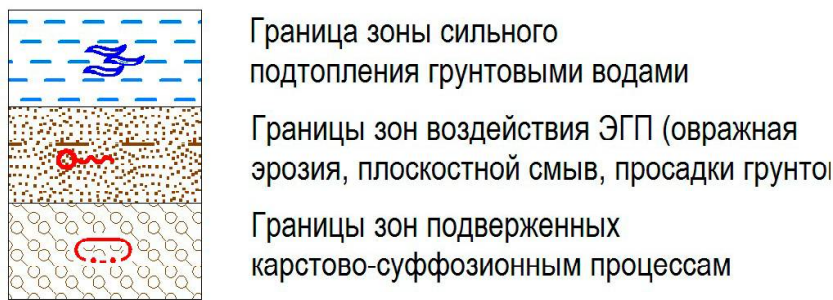 Граница зоны сильного
подтопления грунтовыми водами
Границы зон воздействия ЭГП (овражная
эрозия, плоскостной смыв, просадки
Границы зон подверженных
карстово-суффозионным процессам